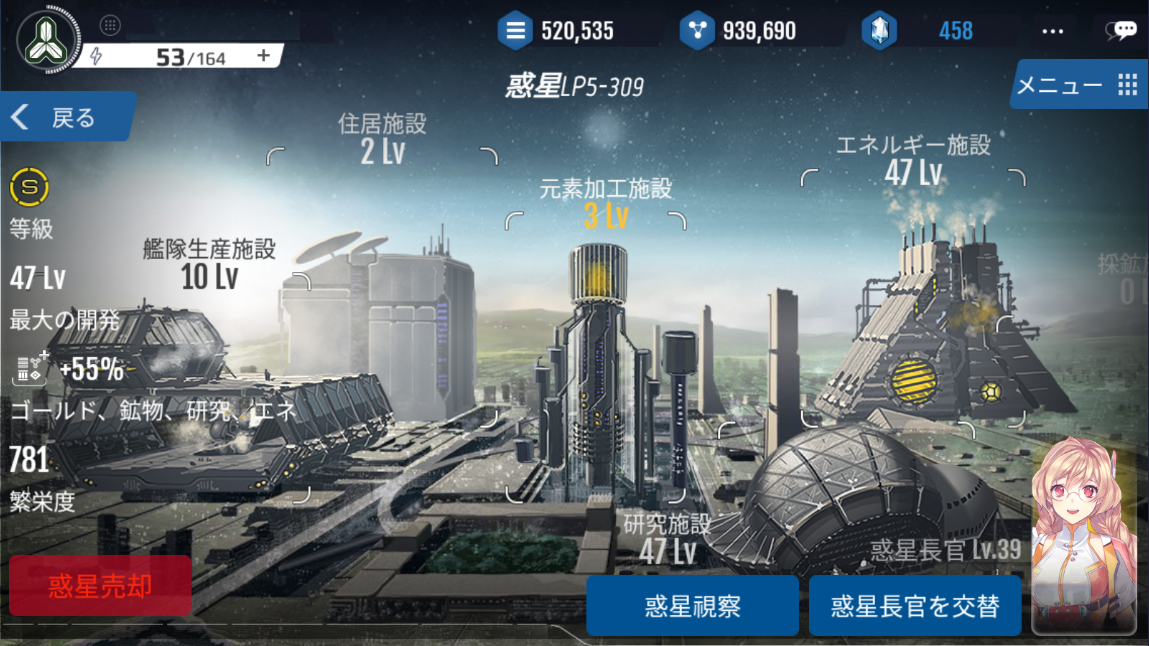 520,535
939,690
458
53/164 +
惑星LP5-309
メニュー
戻る
住居施設
2 Lv
エネルギー施設
47 Lv
元素加工施設
3 Lv
S
等級
艦隊生産施設
10 Lv
47 Lv
最大の開発
+55%
ゴールド、鉱物、研究、エネ
781
繁栄度
研究施設
47 Lv
惑星長官 Lv.39
惑星売却
惑星視察
惑星長官を交替